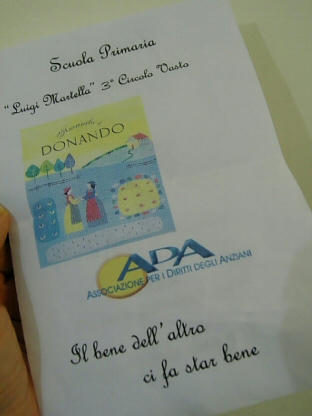 Scuola Primaria
"Luigi Martella" 3° Circolo Vasto
DONANDO
ADA
ASSOCIAZIONE PER I DIRITTI DEGLI ANZIANI
Il bene dell'altro
ci fa star bene